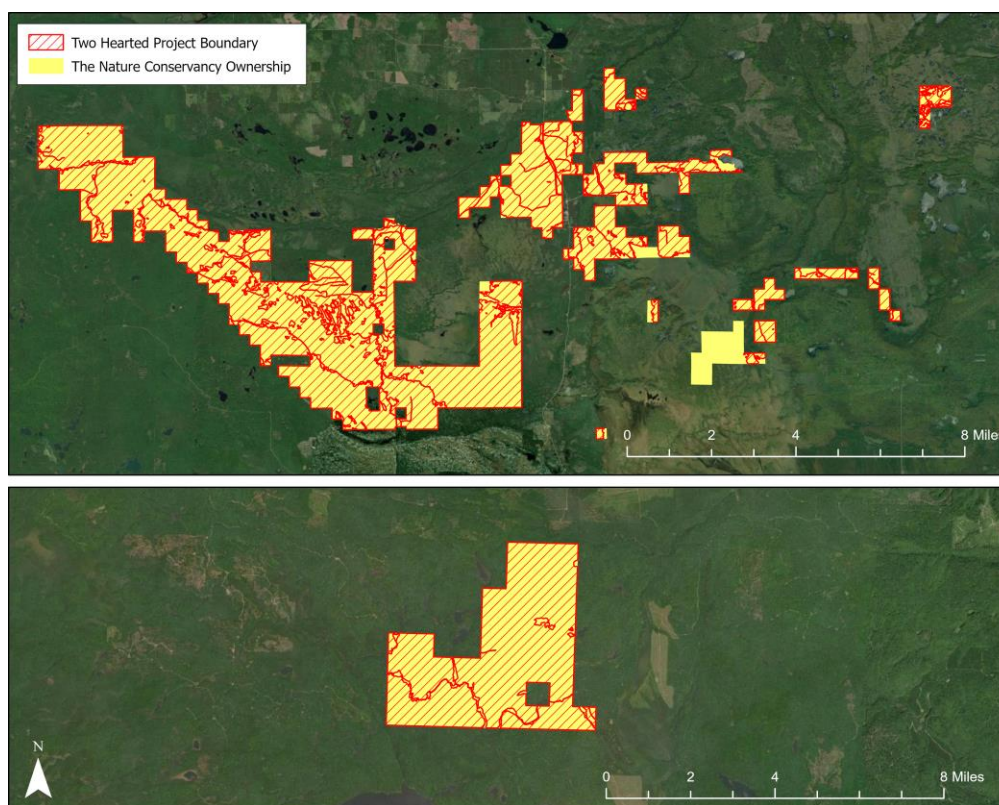 Two Hearted Project Boundary
The Nature Conservancy Ownership
0 2 4 8 Miles
N
0 2 4 8 Miles